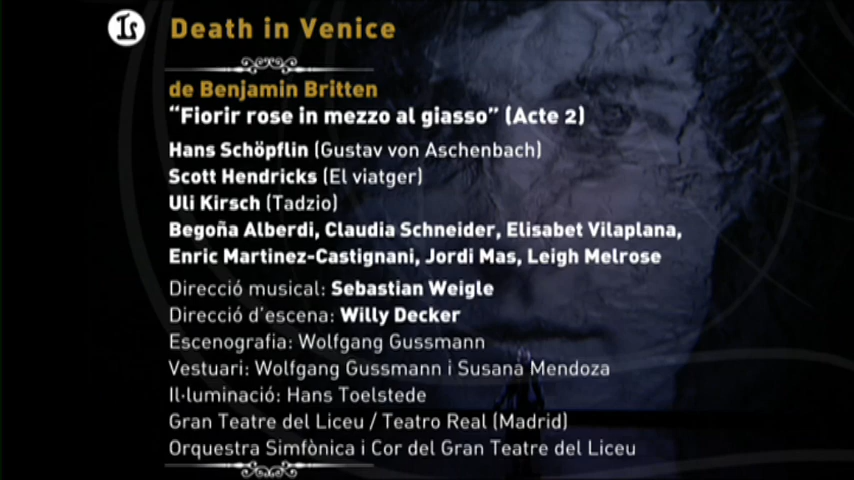 Death in Venice
de Benjamin Britten
“Fiorir rose in mezzo al giasso” (Acte 2)
Hans Schöpflin (Gustav von Aschenbach)
Scott Hendricks (El viatger)
Uli Kirsch (Tadzio)
Begoña Alberdi, Claudia Schneider, Elisabet Vilaplana,
Enric Martinez-Castignani, Jordi Mas, Leigh Melrose
Direcció musical: Sebastian Weigle
Direcció d’escena: Willy Decker
Escenografia: Wolfgang Gussmann
Vestuari: Wolfgang Gussmann i Susana Mendoza
Il·luminació: Hans Toelstede
Gran Teatre del Liceu / Teatro Real (Madrid)
Orquestra Simfònica i Cor del Gran Teatre del Liceu